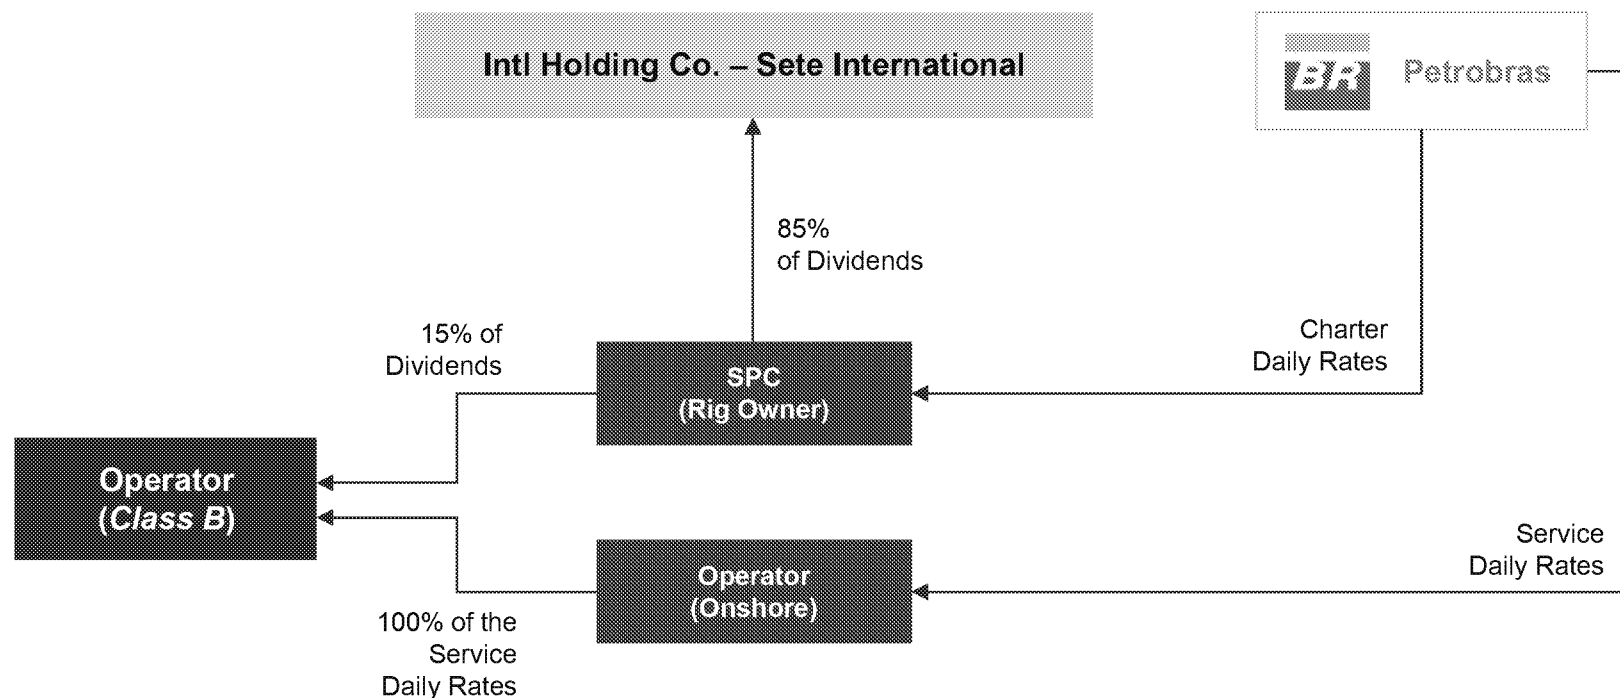 Intl Holding Co. – Sete International
BR Petrobras
85%
of Dividends
15% of
Dividends
Charter
Daily Rates
SPC
(Rig Owner)
Operator
(Class B)
Service
Daily Rates
Operator
(Onshore)
100% of the
Service
Daily Rates